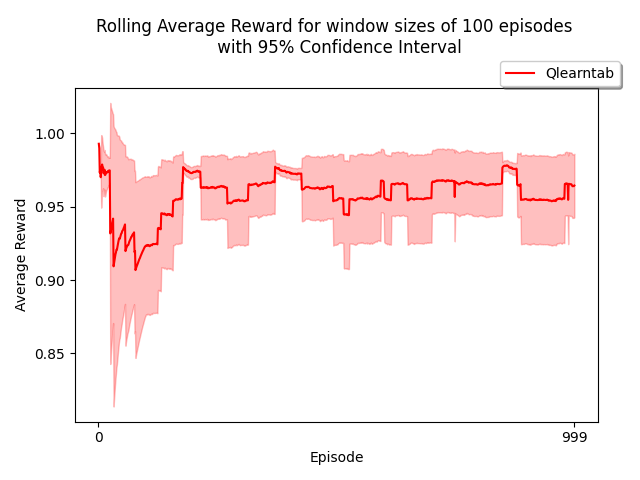 Rolling Average Reward for window sizes of 100 episodes
with 95% Confidence Interval
Qlearntab
1.00
0.95
0.90
0.85
Average Reward
0
999
Episode